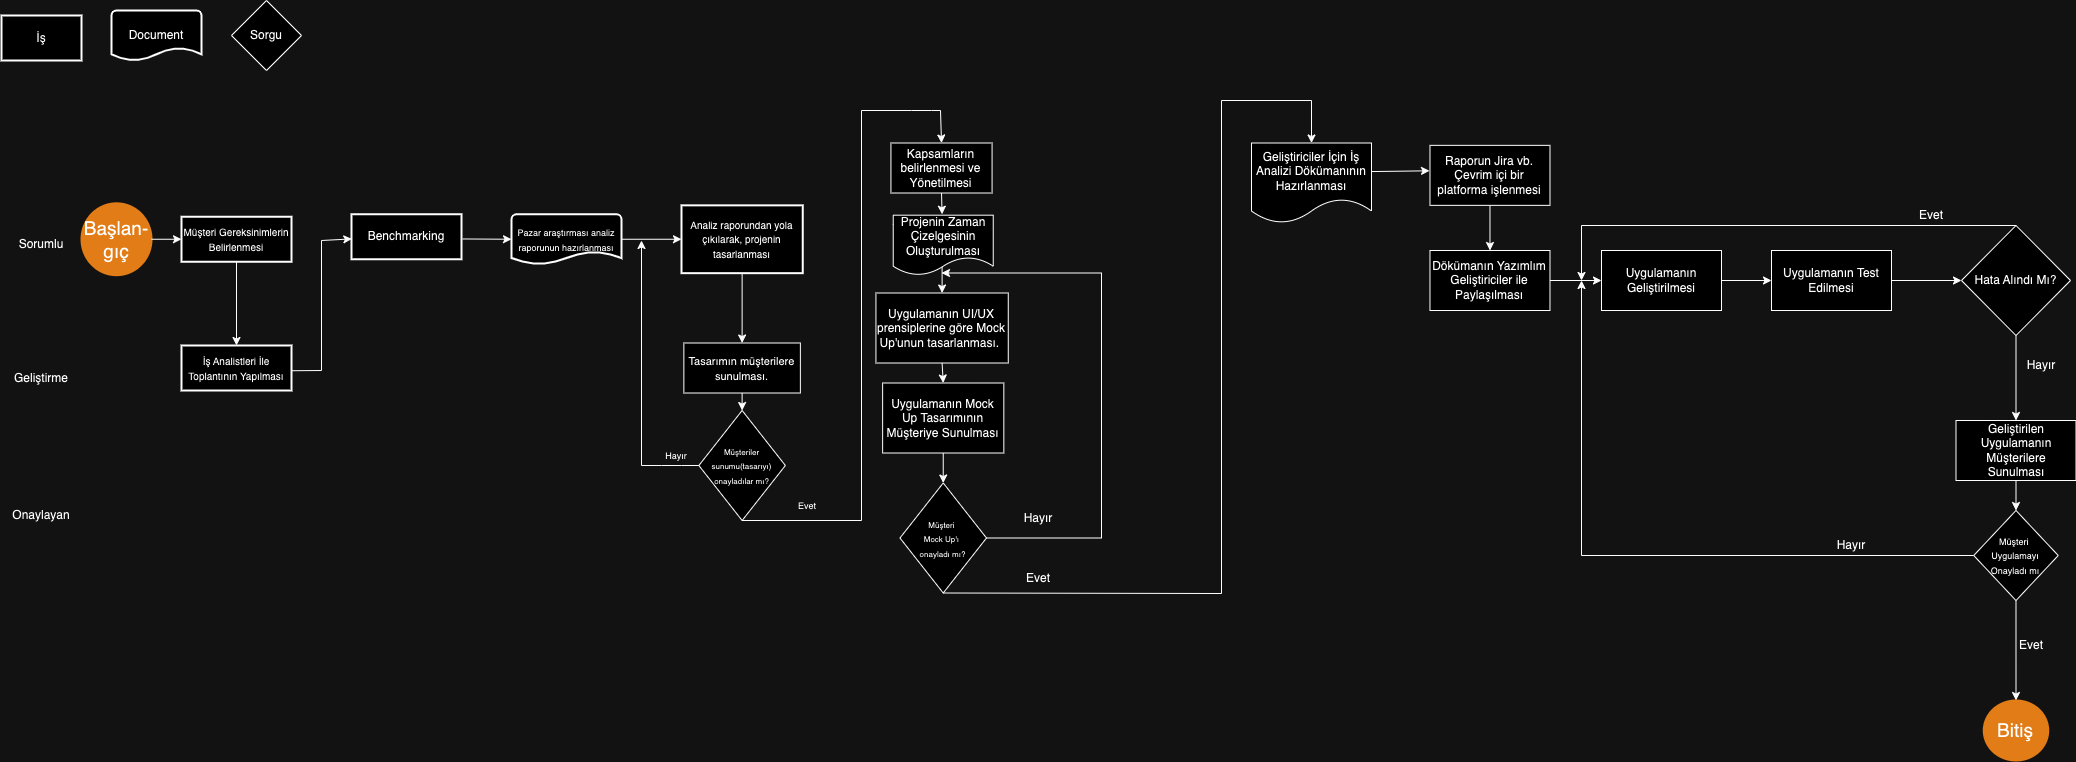 İş
Document
Sorgu
Sorumlu
Geliştirme
Onaylayan
Başlan-
gıç
Müşteri Gereksinimlerin
Belirlenmesi
İş Analistleri İle
Toplantının Yapılması
Benchmarking
Pazar araştırması analiz
raporunun hazırlanması
Analiz raporundan yola
çıkılarak, projenin
tasarlanması
Tasarımın müşterilere
sunulması.
Müşteriler
sunumu(tasarıyı)
onayladılar mı?
Hayır
Evet
Kapsamların
belirlenmesi ve
Yönetilmesi
Projenin Zaman
Çizelgesinin
Oluşturulması
Uygulamanın UI/UX
prensiplerine göre Mock
Up'unun tasarlanması.
Uygulamanın Mock
Up Tasarımının
Müşteriye Sunulması
Müşteri
Mock Up'ı
onayladı mı?
Hayır
Evet
Geliştiriciler İçin İş
Analizi Dökümanının
Hazırlanması
Raporun Jira vb.
Çevrim içi bir
platforma işlenmesi
Dökümanın Yazımlım
Geliştiriciler ile
Paylaşılması
Uygulamanın
Geliştirilmesi
Uygulamanın Test
Edilmesi
Hata Alındı Mı?
Evet
Hayır
Geliştirilen
Uygulamanın
Müşterilere
Sunulması
Müşteri
Uygulamayı
Onayladı mı
Hayır
Evet
Bitiş